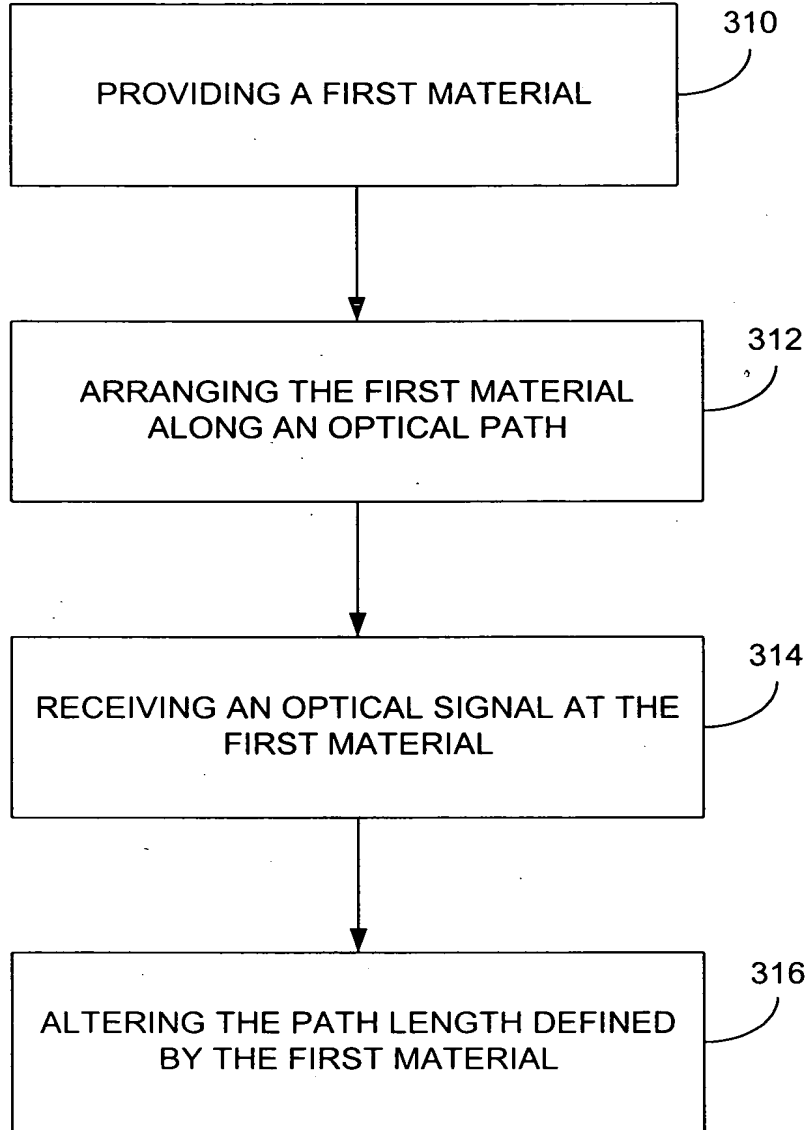 310
PROVIDING A FIRST MATERIAL
312
ARRANGING THE FIRST MATERIAL
ALONG AN OPTICAL PATH
314
RECEIVING AN OPTICAL SIGNAL AT THE
FIRST MATERIAL
316
ALTERING THE PATH LENGTH DEFINED
BY THE FIRST MATERIAL